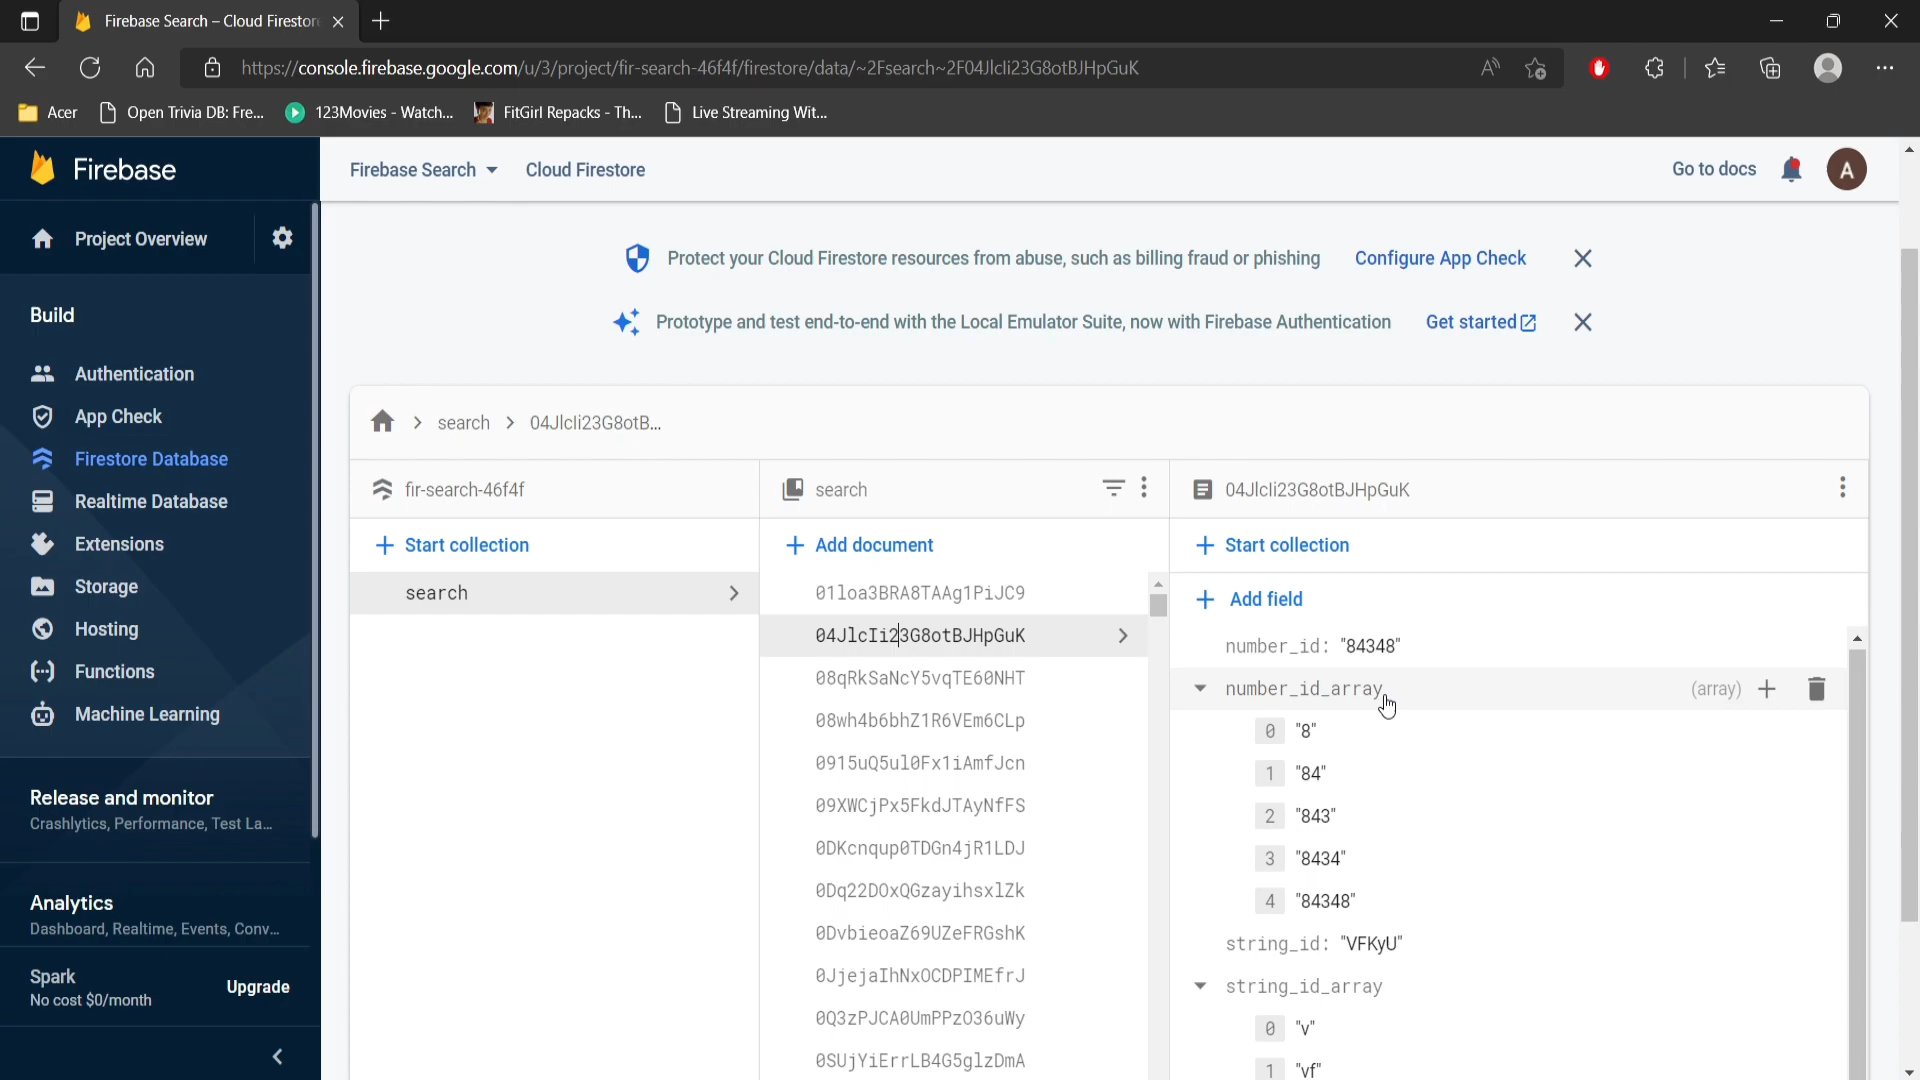 Firebase Search – Cloud Firestore
https://console.firebase.google.com/u/3/project/fir-search-46f4f/firestore/data/~2Fsearch~2F04JlcIi23G8otBJHpGuK
Acer
Open Trivia DB: Fre...
123Movies - Watch...
FitGirl Repacks - Th...
Live Streaming Wit...
Firebase
Firebase Search
Cloud Firestore
Go to docs
A
Project Overview
Protect your Cloud Firestore resources from abuse, such as billing fraud or phishing
Configure App Check
Prototype and test end-to-end with the Local Emulator Suite, now with Firebase Authentication
Get started
Build
Authentication
App Check
Firestore Database
Realtime Database
Extensions
Storage
Hosting
Functions
Machine Learning
Release and monitor
Crashlytics, Performance, Test La...
Analytics
Dashboard, Realtime, Events, Conv...
Spark
No cost $0/month
Upgrade
search
04JlcIi23G8otB...
fir-search-46f4f
Start collection
search
search
Add document
01loa3BRA8TAAg1PiJC9
04JlcIi23G8otBJHpGuK
08qRkSaNcY5vqTE60NHT
08wh4b6bhZ1R6VEm6CLp
0915uQ5ul0Fx1iAmfJcn
09XWCjPx5FkdJTAyNfFS
0DKcnqup0TDGn4jR1LDJ
0Dq22DOxQGzayihsxlZk
0DvbieoaZ69UZeFRGshK
0JjejaIhNxOCDPIMEfrJ
0Q3zPJCA0UmPPzO36uWy
0SUjYiErrLB4G5glzDmA
04JlcIi23G8otBJHpGuK
Start collection
Add field
number_id: "84348"
number_id_array
(array)
0 "8"
1 "84"
2 "843"
3 "8434"
4 "84348"
string_id: "VFKyU"
string_id_array
0 "v"
1 "vf"